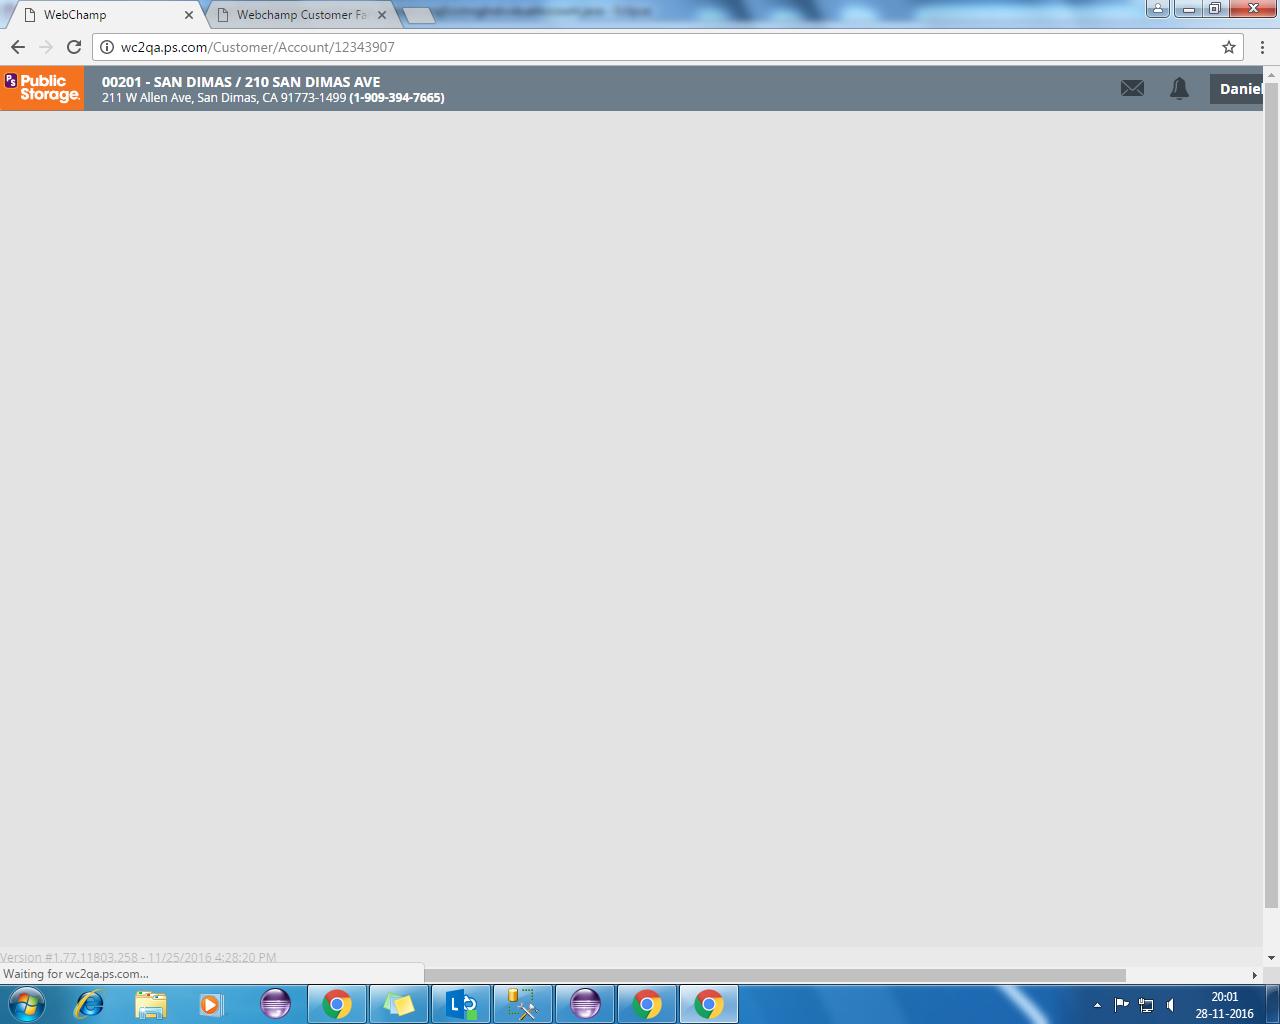 WebChamp
Webchamp Customer Fa
wc2qa.ps.com/Customer/Account/12343907
PS Public Storage.
00201 - SAN DIMAS / 210 SAN DIMAS AVE
211 W Allen Ave, San Dimas, CA 91773-1499 (1-909-394-7665)
Daniel
Version #1.77.11803.258 - 11/25/2016 4:28:20 PM
Waiting for wc2qa.ps.com...
20:01
28-11-2016